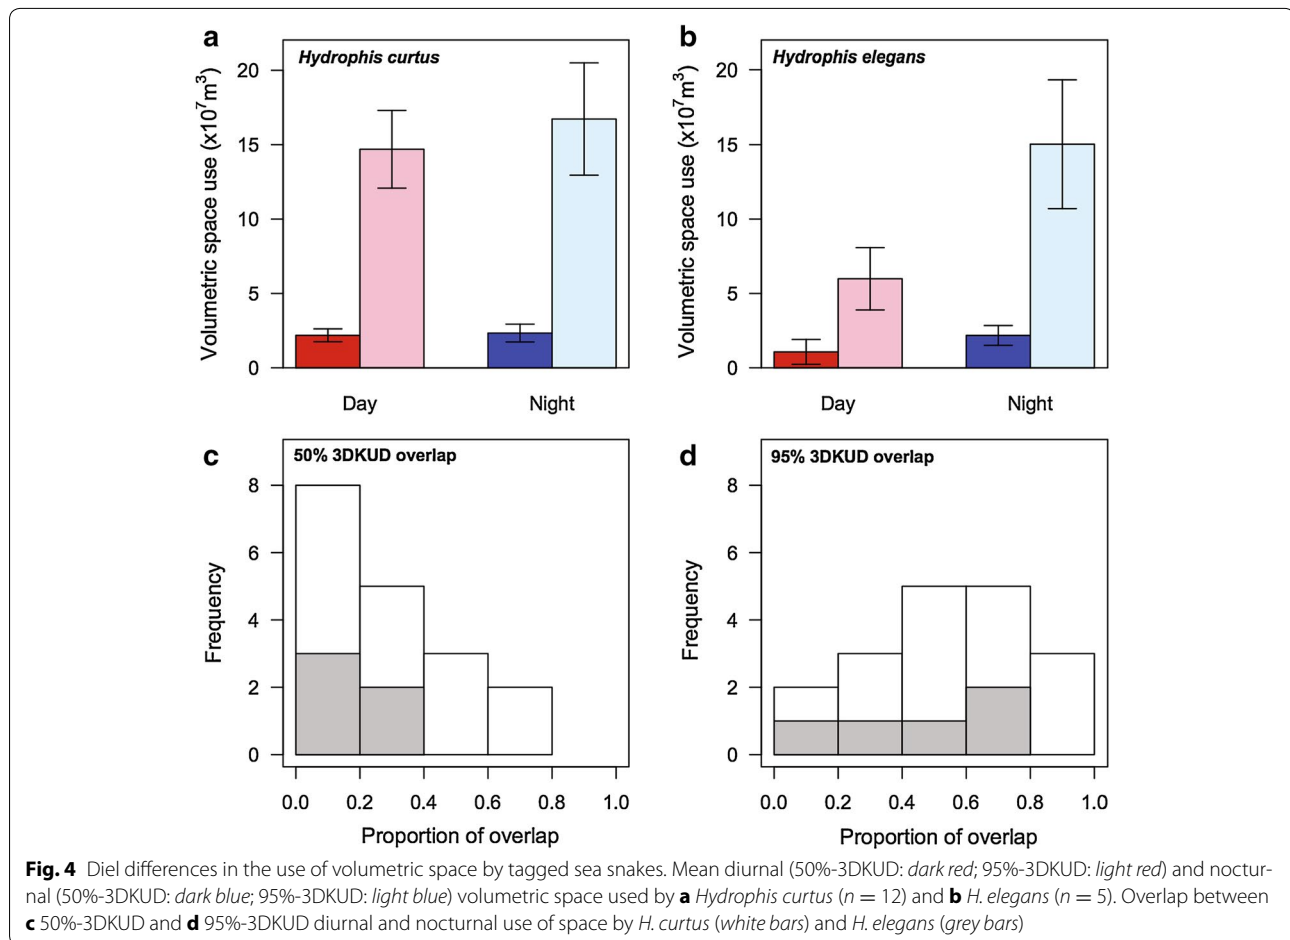 a
Hydrophis curtus
Volumetric space use (x10⁷m³)
20
15
10
5
0
Day
Night
b
Hydrophis elegans
Volumetric space use (x10⁷m³)
20
15
10
5
0
Day
Night
c
50% 3DKUD overlap
Frequency
8
6
4
2
0
0.0 0.2 0.4 0.6 0.8 1.0
Proportion of overlap
d
95% 3DKUD overlap
Frequency
8
6
4
2
0
0.0 0.2 0.4 0.6 0.8 1.0
Proportion of overlap
Fig. 4 Diel differences in the use of volumetric space by tagged sea snakes. Mean diurnal (50%-3DKUD: dark red; 95%-3DKUD: light red) and noctur-
nal (50%-3DKUD: dark blue; 95%-3DKUD: light blue) volumetric space used by a Hydrophis curtus (n = 12) and b H. elegans (n = 5). Overlap between
c 50%-3DKUD and d 95%-3DKUD diurnal and nocturnal use of space by H. curtus (white bars) and H. elegans (grey bars)